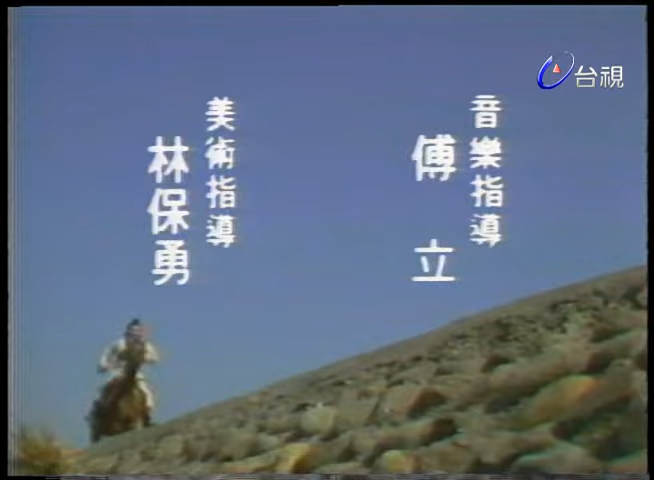 音樂指導
傅立
美術指導
林保勇
台視